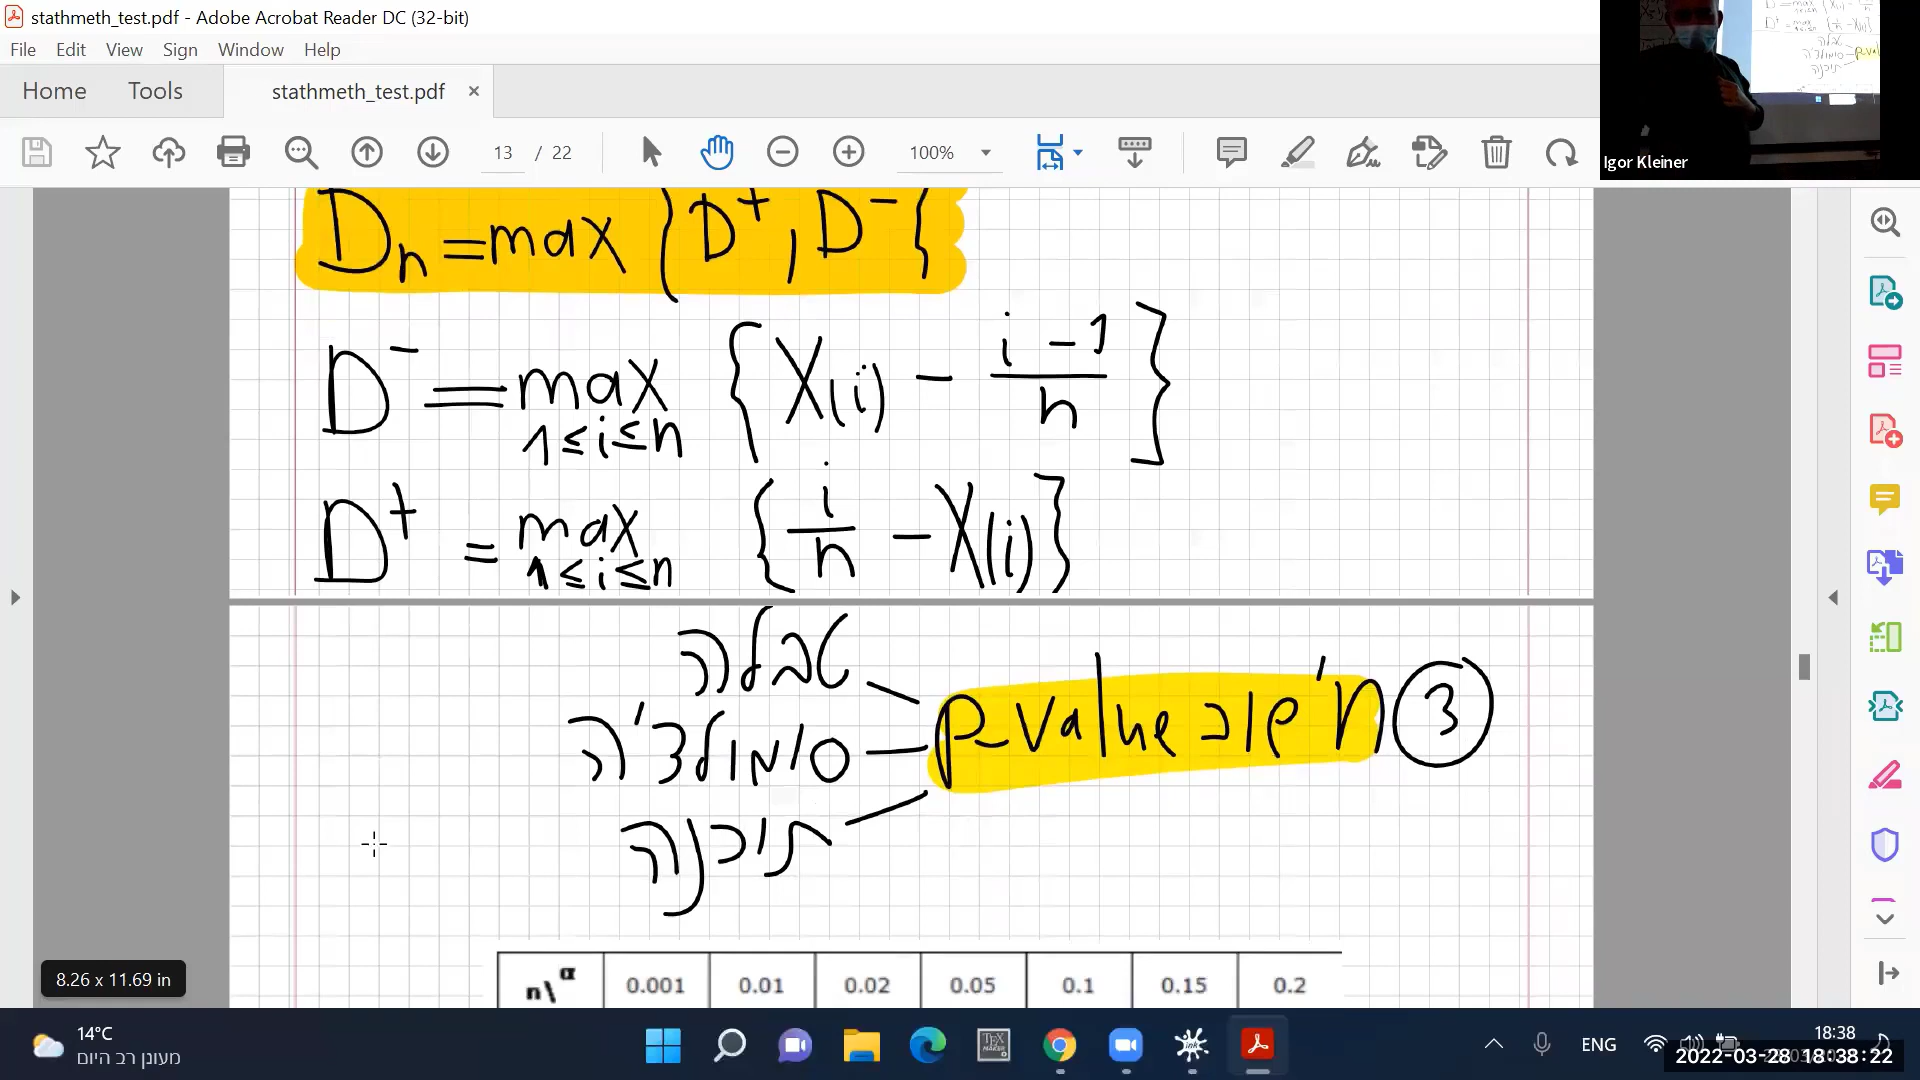 stathmeth_test.pdf - Adobe Acrobat Reader DC (32-bit)
File Edit View Sign Window Help
Home Tools stathmeth_test.pdf ×
13 / 22 100%
Igor Kleiner
Dn = max { D⁺, D⁻ }
D⁻ = max { X(i) - (i-1)/n }
1≤i≤n
D⁺ = max { i/n - X(i) }
1≤i≤n
③ חישוב p value
טבלה
סימולציה
תוכנה
n\α 0.001 0.01 0.02 0.05 0.1 0.15 0.2
8.26 x 11.69 in
14°C
מעונן רב היום
ENG
18:38
2022-03-28 18:38:22